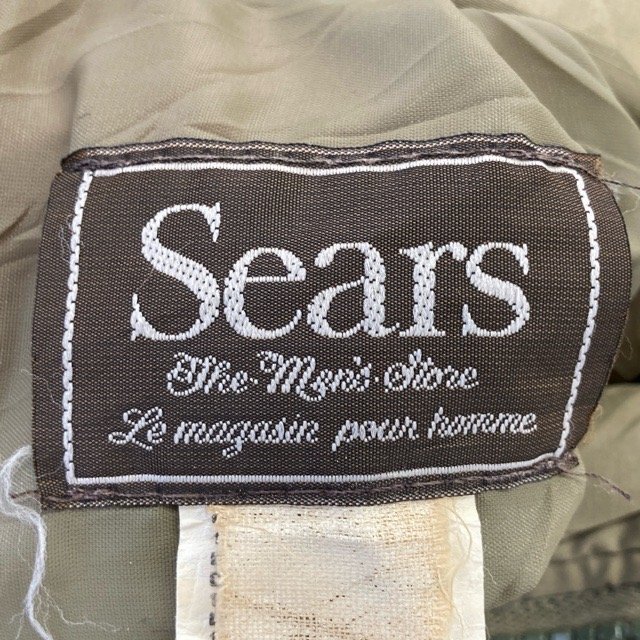 Sears
The Men's Store
Le magasin pour homme